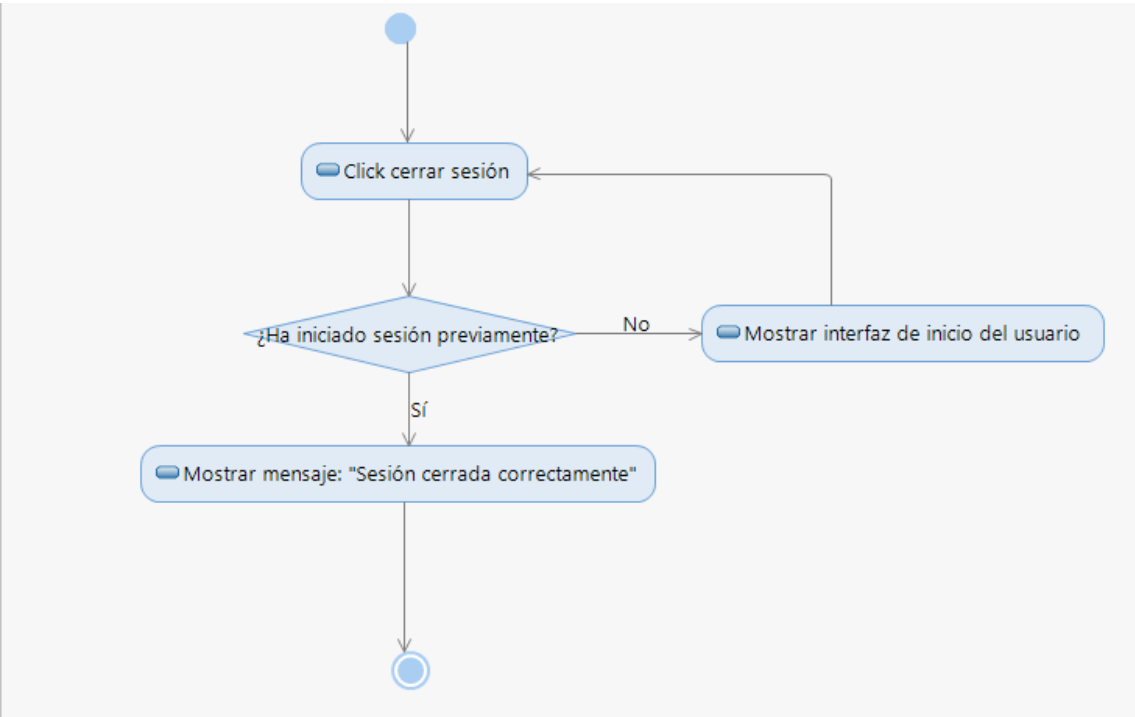 Click cerrar sesión
¿Ha iniciado sesión previamente?
No
Mostrar interfaz de inicio del usuario
Sí
Mostrar mensaje: "Sesión cerrada correctamente"